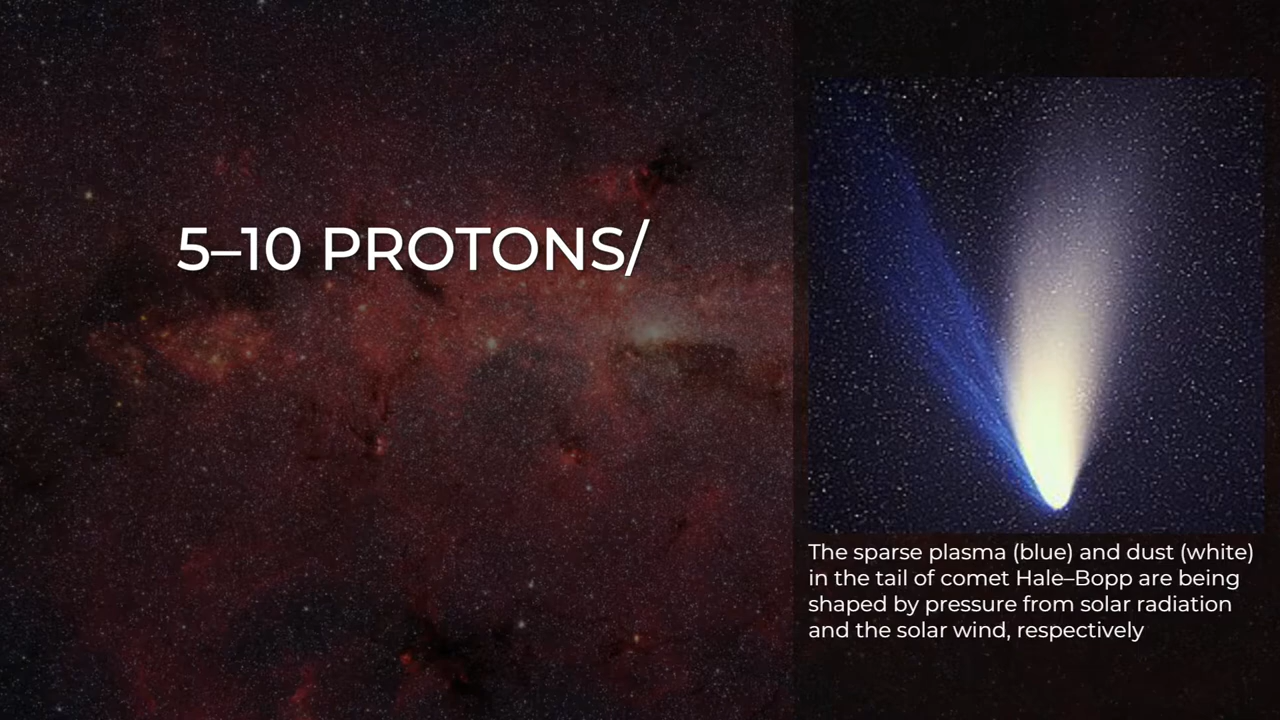 5–10 PROTONS/
The sparse plasma (blue) and dust (white)
in the tail of comet Hale–Bopp are being
shaped by pressure from solar radiation
and the solar wind, respectively